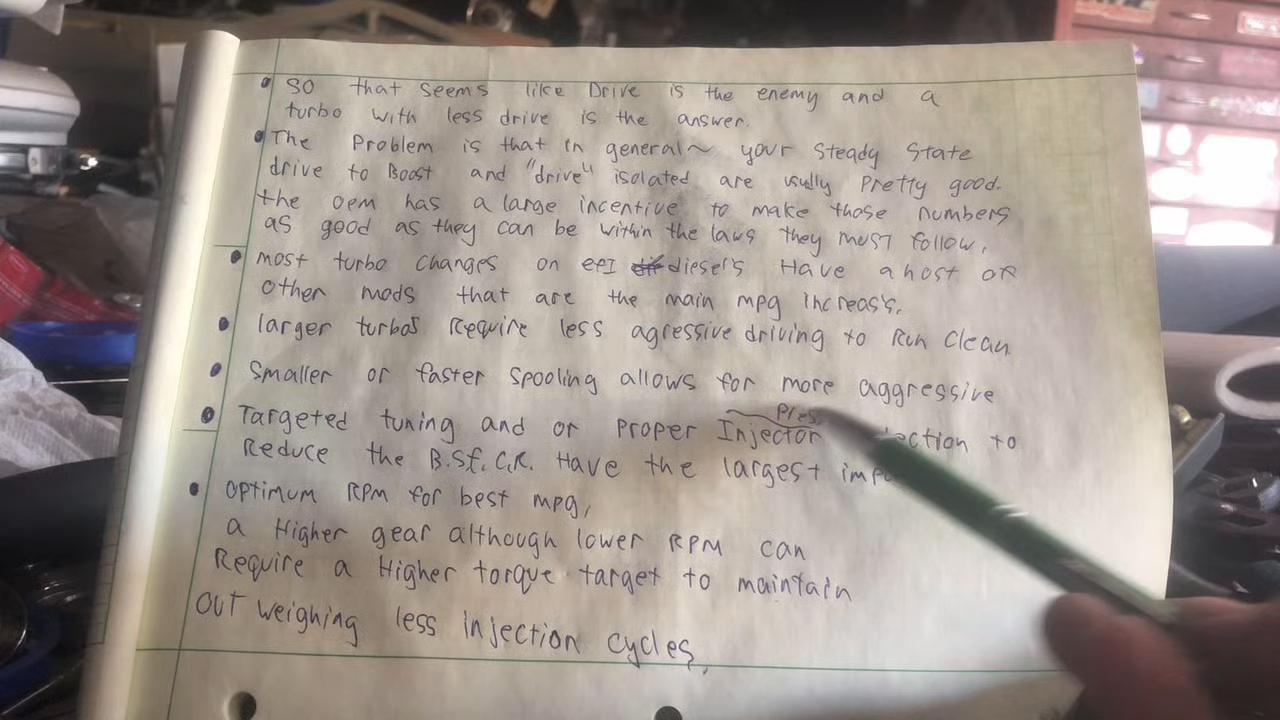 • SO that seems like Drive is the enemy and a
turbo with less drive is the answer.
• The Problem is that in general~ your Steady State
drive to Boost and "drive" isolated are usully Pretty good.
the oem has a large incentive to make those numbers
as good as they can be within the laws they must follow.
• most turbo changes on efI diesel's Have a host of
other mods that are the main mpg increas's.
• larger turbos Require less agressive driving to Run Clean
• Smaller or faster Spooling allows for more aggressive
Pres
• Targeted tuning and or proper Injector to
Reduce the B.Sf.C.R. Have the largest
• optimum RPM for best mpg,
a Higher gear although lower RPM can
Require a Higher torque target to maintain
out weighing less injection cycles.